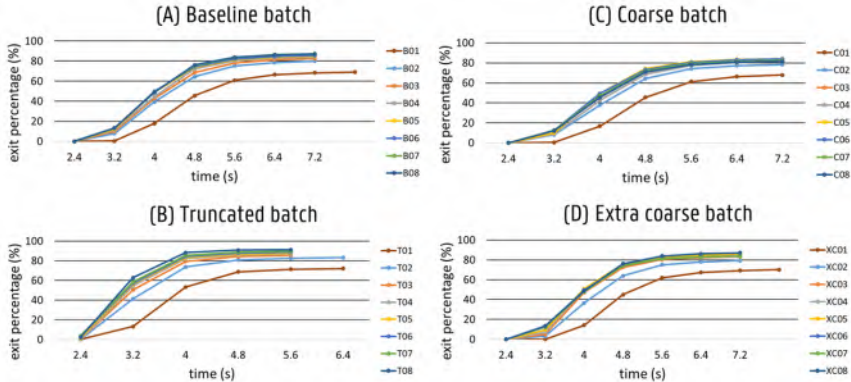 (A) Baseline batch
exit percentage (%)
100
80
60
40
20
0
2.4 3.2 4 4.8 5.6 6.4 7.2
time (s)
B01
B02
B03
B04
B05
B06
B07
B08
(C) Coarse batch
exit percentage (%)
100
80
60
40
20
0
2.4 3.2 4 4.8 5.6 6.4 7.2
time (s)
C01
C02
C03
C04
C05
C06
C07
C08
(B) Truncated batch
exit percentage (%)
100
80
60
40
20
0
2.4 3.2 4 4.8 5.6 6.4
time (s)
T01
T02
T03
T04
T05
T06
T07
T08
(D) Extra coarse batch
exit percentage (%)
100
80
60
40
20
0
2.4 3.2 4 4.8 5.6 6.4 7.2
time (s)
XC01
XC02
XC03
XC04
XC05
XC06
XC07
XC08